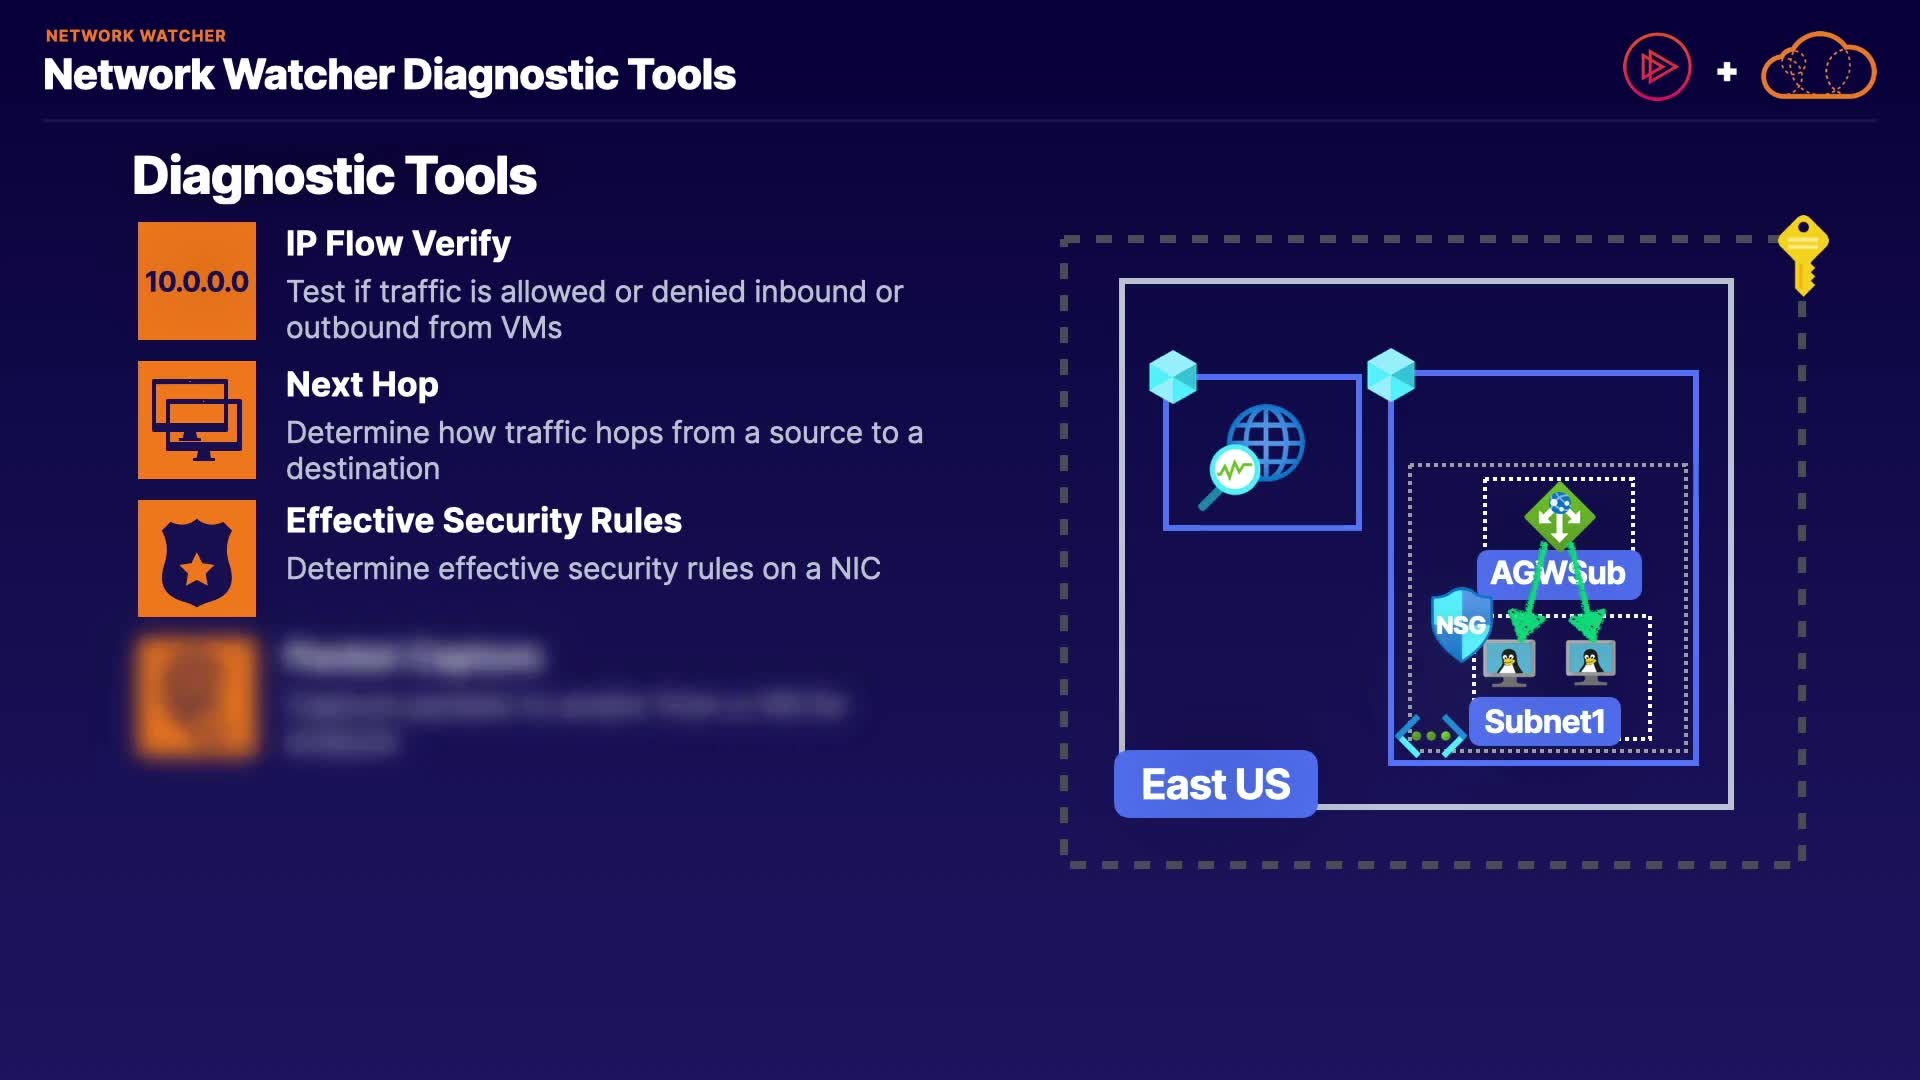 NETWORK WATCHER
Network Watcher Diagnostic Tools
Diagnostic Tools
10.0.0.0
IP Flow Verify
Test if traffic is allowed or denied inbound or
outbound from VMs
Next Hop
Determine how traffic hops from a source to a
destination
Effective Security Rules
Determine effective security rules on a NIC
AGWSub
NSG
Subnet1
East US